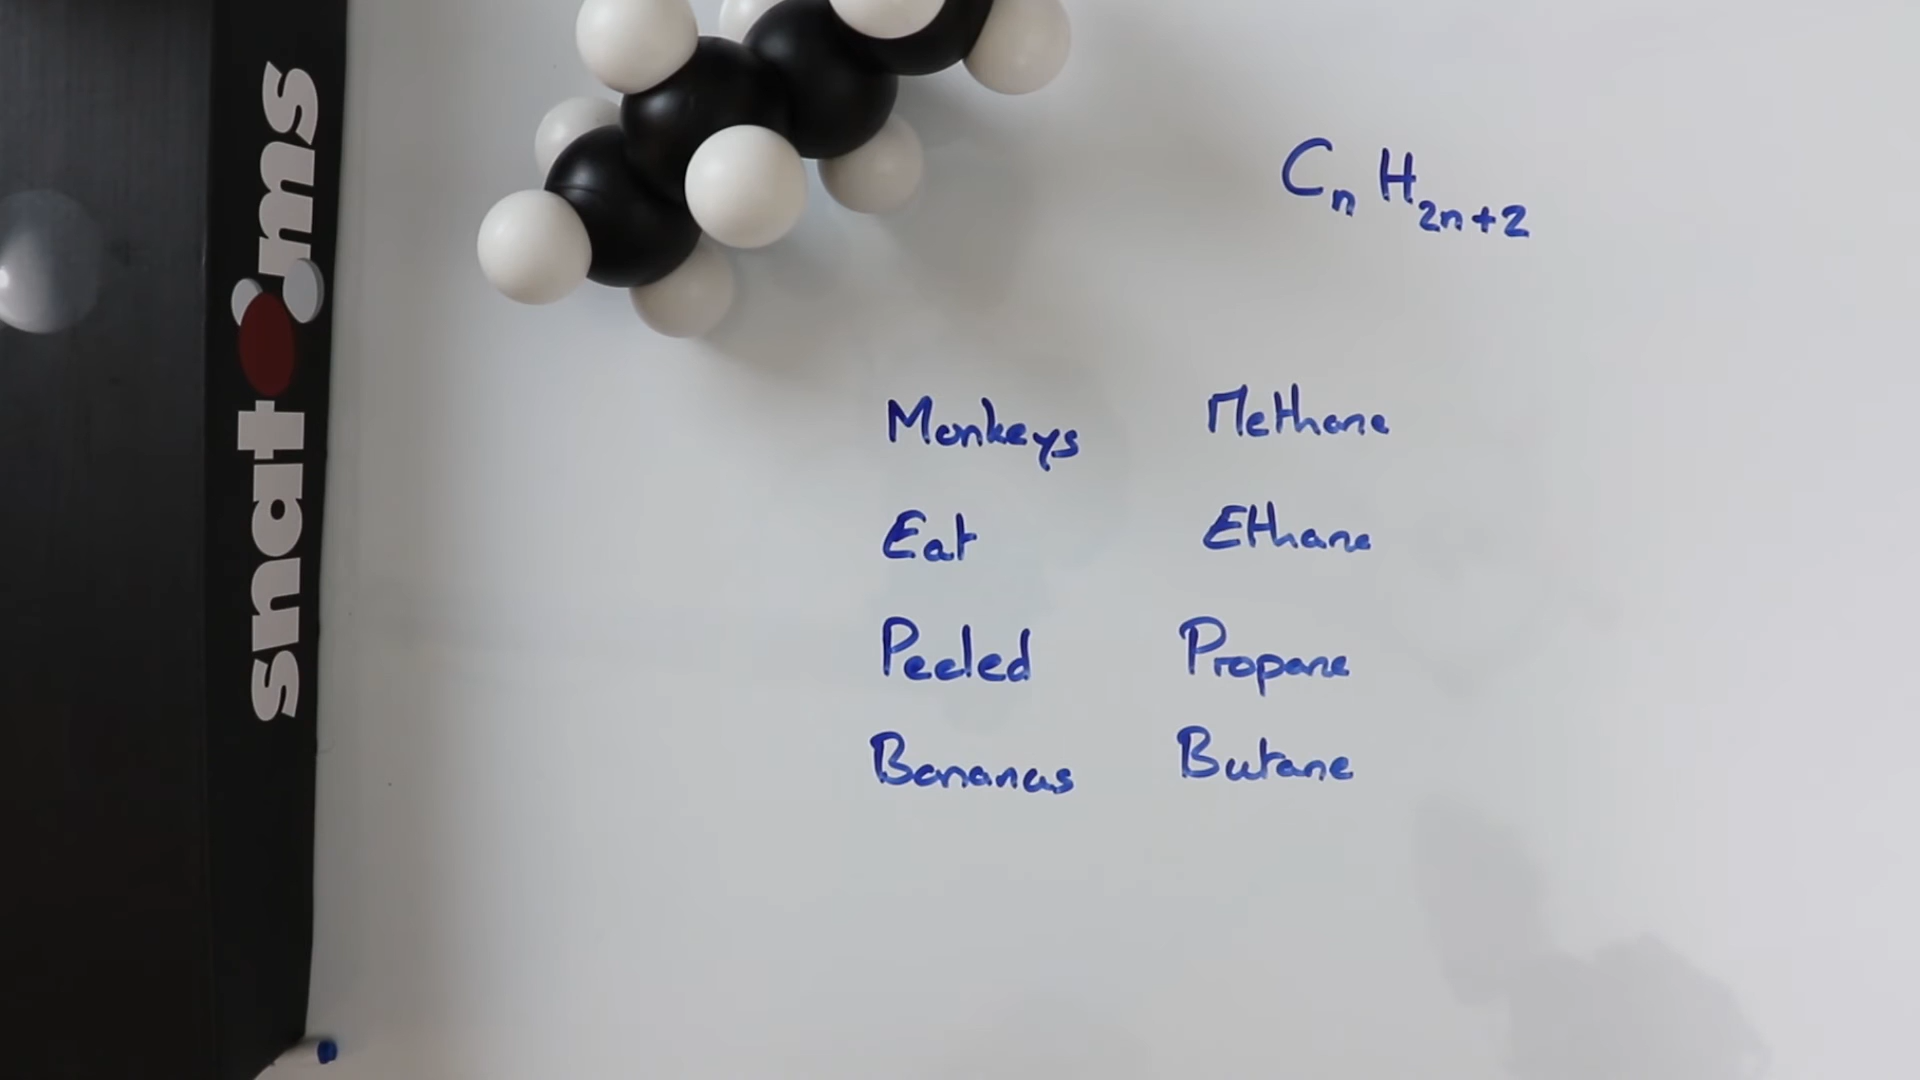 snatoms
CnH2n+2
Monkeys Methane
Eat Ethane
Peeled Propane
Bananas Butane